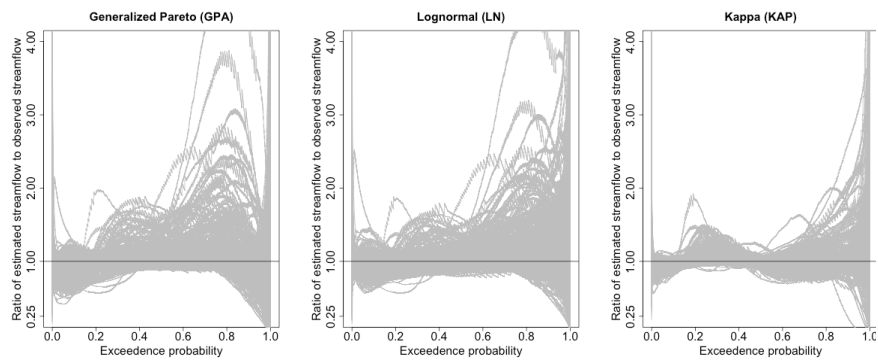 Generalized Pareto (GPA)
Ratio of estimated streamflow to observed streamflow
4.00
3.00
2.00
1.00
0.25
0.0 0.2 0.4 0.6 0.8 1.0
Exceedence probability
Lognormal (LN)
Ratio of estimated streamflow to observed streamflow
4.00
3.00
2.00
1.00
0.25
0.0 0.2 0.4 0.6 0.8 1.0
Exceedence probability
Kappa (KAP)
Ratio of estimated streamflow to observed streamflow
4.00
3.00
2.00
1.00
0.25
0.0 0.2 0.4 0.6 0.8 1.0
Exceedence probability